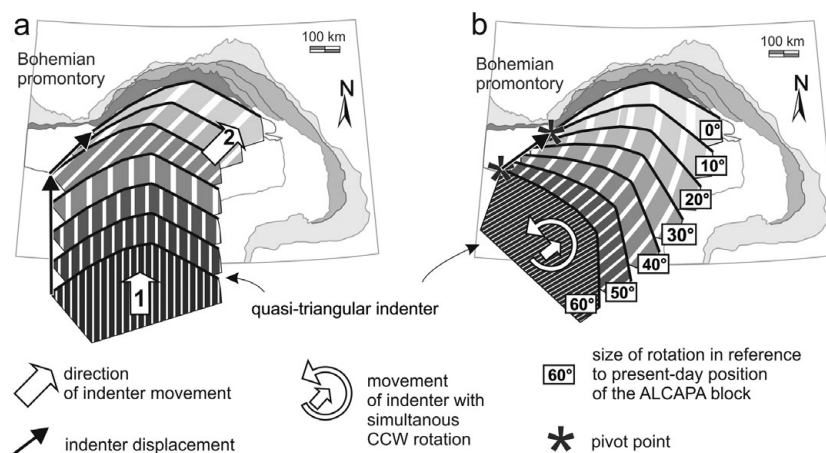 a
100 km
Bohemian
promontory
N
2
1
b
100 km
Bohemian
promontory
N
0°
10°
20°
30°
40°
50°
60°
quasi-triangular indenter
direction
of indenter movement
indenter displacement
movement
of indenter with
simultanous
CCW rotation
60°
size of rotation in reference
to present-day position
of the ALCAPA block
pivot point